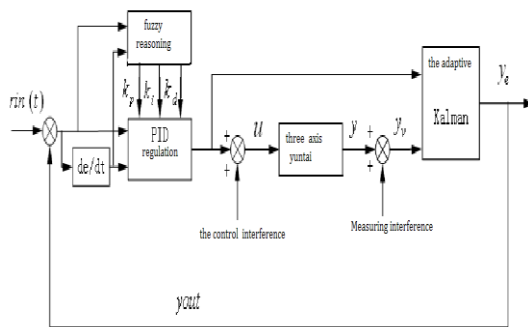 fuzzy
reasoning
k_p k_i k_d
rin(t)
PID
regulation
de/dt
u
three axis
yuntai
y
y_v
the adaptive
Kalman
y_e
the control interference
Measuring interference
yout
+
+
+
+